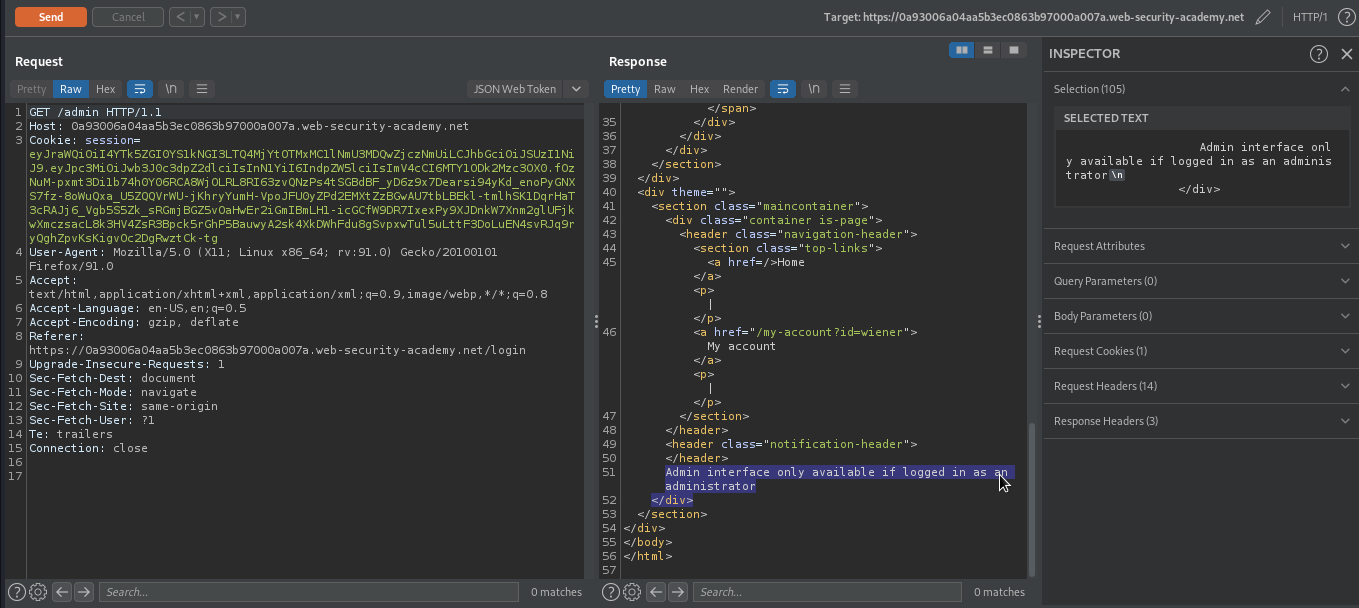 Send
Cancel
<
>
Target: https://0a93006a04aa5b3ec0863b97000a007a.web-security-academy.net
HTTP/1
?
Request
Pretty
Raw
Hex
\n
JSON Web Token
1 GET /admin HTTP/1.1
2 Host: 0a93006a04aa5b3ec0863b97000a007a.web-security-academy.net
3 Cookie: session=
4 User-Agent: Mozilla/5.0 (X11; Linux x86_64; rv:91.0) Gecko/20100101
Firefox/91.0
5 Accept:
text/html,application/xhtml+xml,application/xml;q=0.9,image/webp,*/*;q=0.8
6 Accept-Language: en-US,en;q=0.5
7 Accept-Encoding: gzip, deflate
8 Referer:
https://0a93006a04aa5b3ec0863b97000a007a.web-security-academy.net/login
9 Upgrade-Insecure-Requests: 1
10 Sec-Fetch-Dest: document
11 Sec-Fetch-Mode: navigate
12 Sec-Fetch-Site: same-origin
13 Sec-Fetch-User: ?1
14 Te: trailers
15 Connection: close
16
17
Search...
0 matches
Response
Pretty
Raw
Hex
Render
\n
</span>
35 </div>
36 </div>
37 </div>
38 </section>
39 </div>
40 <div theme="">
41 <section class="maincontainer">
42 <div class="container is-page">
43 <header class="navigation-header">
44 <section class="top-links">
45 <a href=/>Home
</a>
<p>
|
</p>
46 <a href="/my-account?id=wiener">
My account
</a>
<p>
|
</p>
47 </section>
48 </header>
49 <header class="notification-header">
50 </header>
51 Admin interface only available if logged in as an
administrator
52 </div>
53 </section>
54 </div>
55 </body>
56 </html>
57
Search...
0 matches
INSPECTOR
?
Selection (105)
SELECTED TEXT
Admin interface onl
y available if logged in as an adminis
trator\n
</div>
Request Attributes
Query Parameters (0)
Body Parameters (0)
Request Cookies (1)
Request Headers (14)
Response Headers (3)